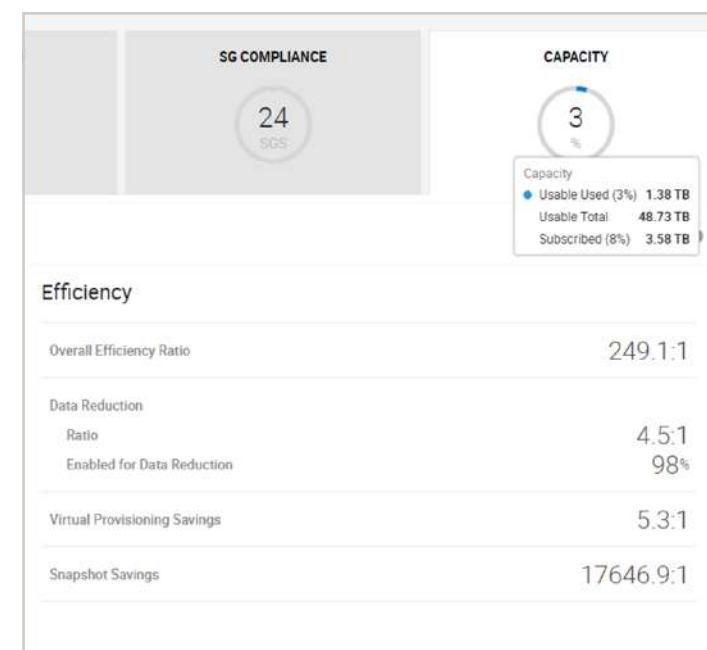 SG COMPLIANCE
24
SGS
CAPACITY
3
%
Capacity
Usable Used (3%) 1.38 TB
Usable Total 48.73 TB
Subscribed (8%) 3.58 TB
Efficiency
Overall Efficiency Ratio 249.1:1
Data Reduction
Ratio 4.5:1
Enabled for Data Reduction 98%
Virtual Provisioning Savings 5.3:1
Snapshot Savings 17646.9:1